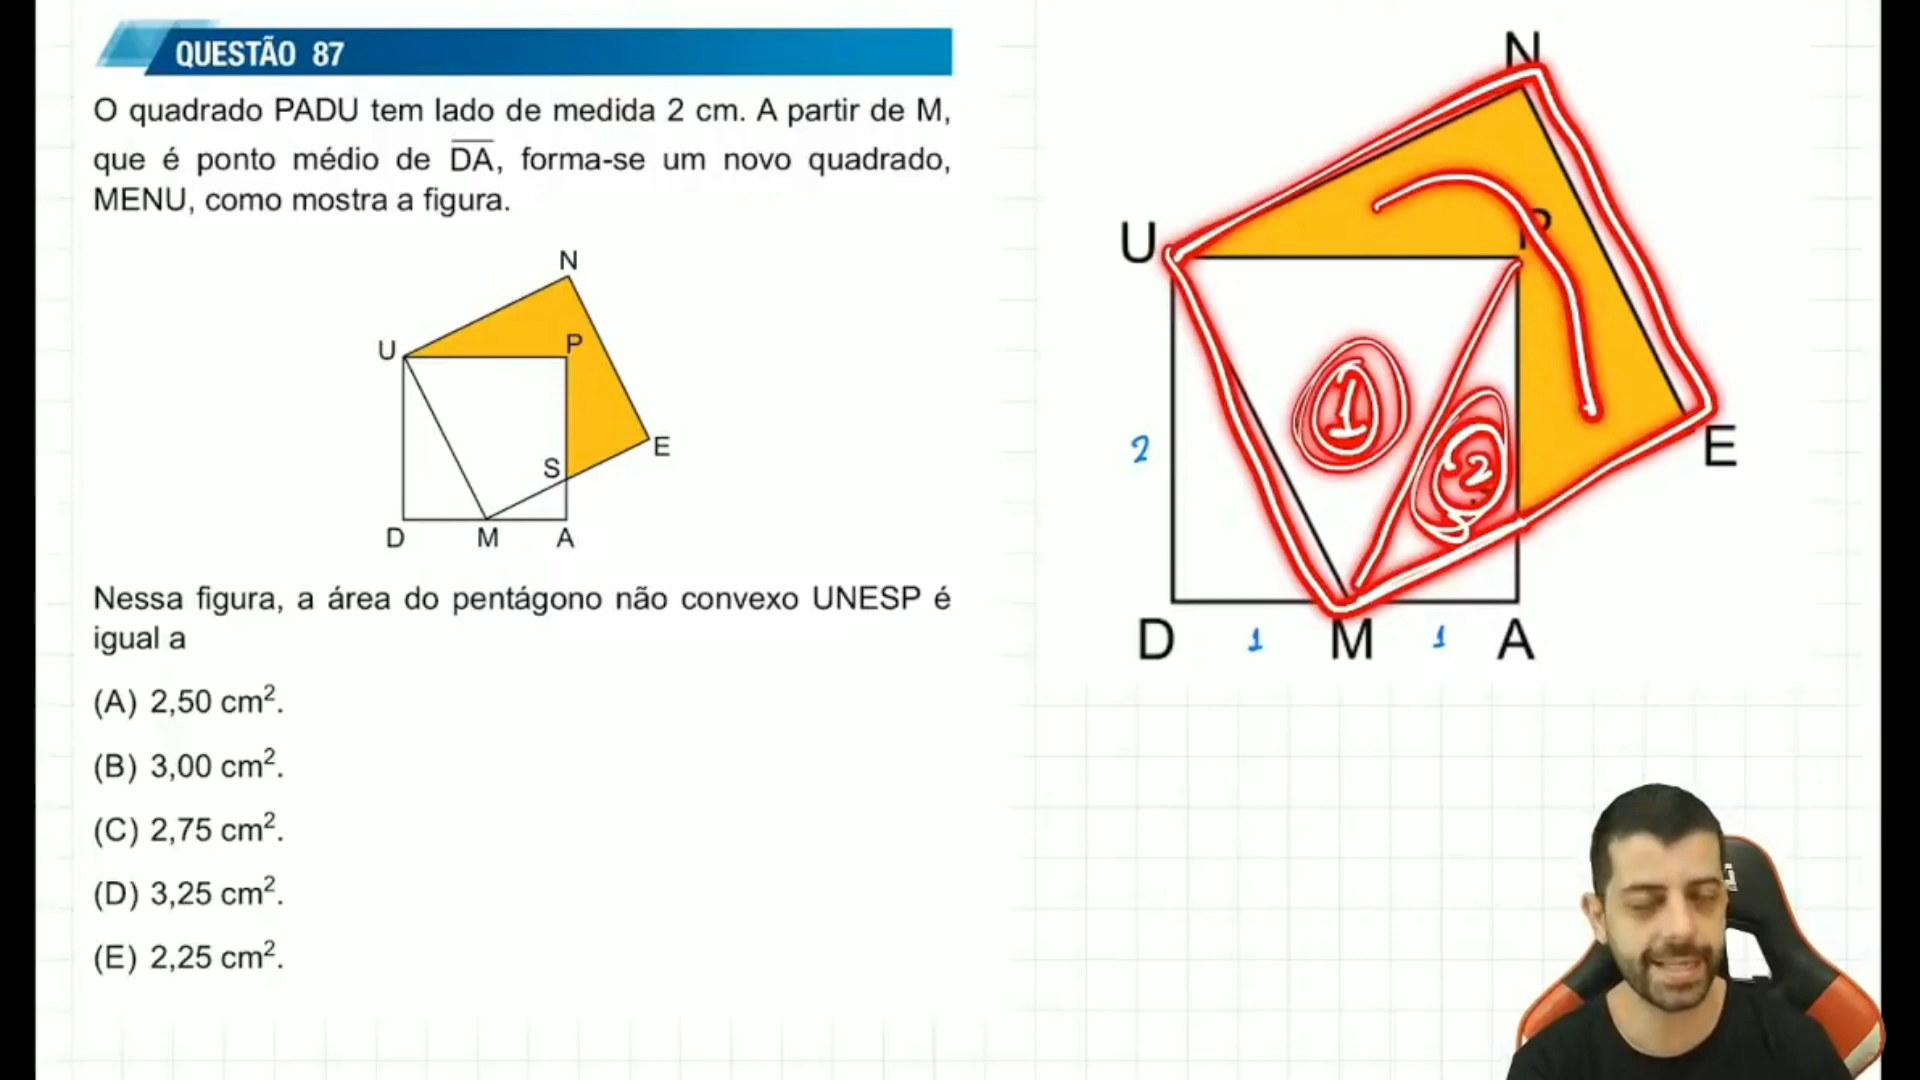 QUESTÃO 87
O quadrado PADU tem lado de medida 2 cm. A partir de M,
que é ponto médio de DA, forma-se um novo quadrado,
MENU, como mostra a figura.
N
U
P
E
S
D M A
Nessa figura, a área do pentágono não convexo UNESP é
igual a
(A) 2,50 cm².
(B) 3,00 cm².
(C) 2,75 cm².
(D) 3,25 cm².
(E) 2,25 cm².
N
U
P
1
2
2
E
D 1 M 1 A